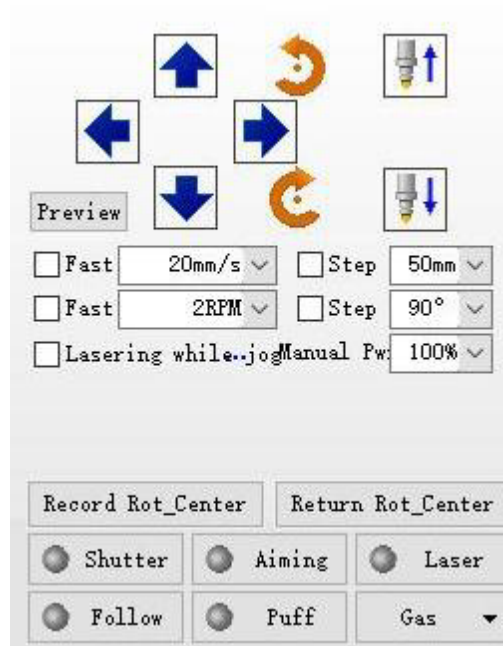 Preview
Fast 20mm/s Step 50mm
Fast 2RPM Step 90°
Lasering while..jog Manual Pw: 100%
Record Rot_Center Return Rot_Center
Shutter Aiming Laser
Follow Puff Gas